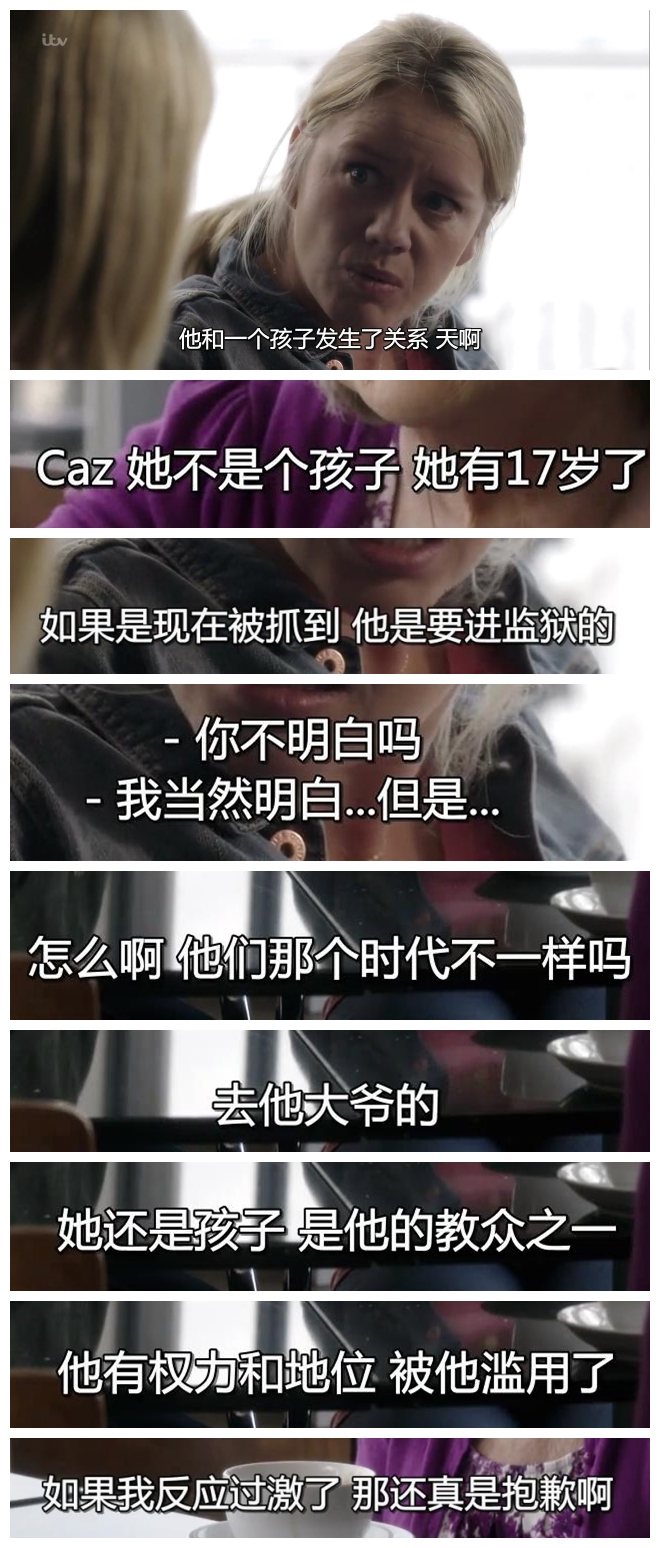 itv
他和一个孩子发生了关系 天啊
Caz 她不是个孩子 她有17岁了
如果是现在被抓到 他是要进监狱的
- 你不明白吗
- 我当然明白...但是...
怎么啊 他们那个时代不一样吗
去他大爷的
她还是孩子 是他的教众之一
他有权力和地位 被他滥用了
如果我反应过激了 那还真是抱歉啊